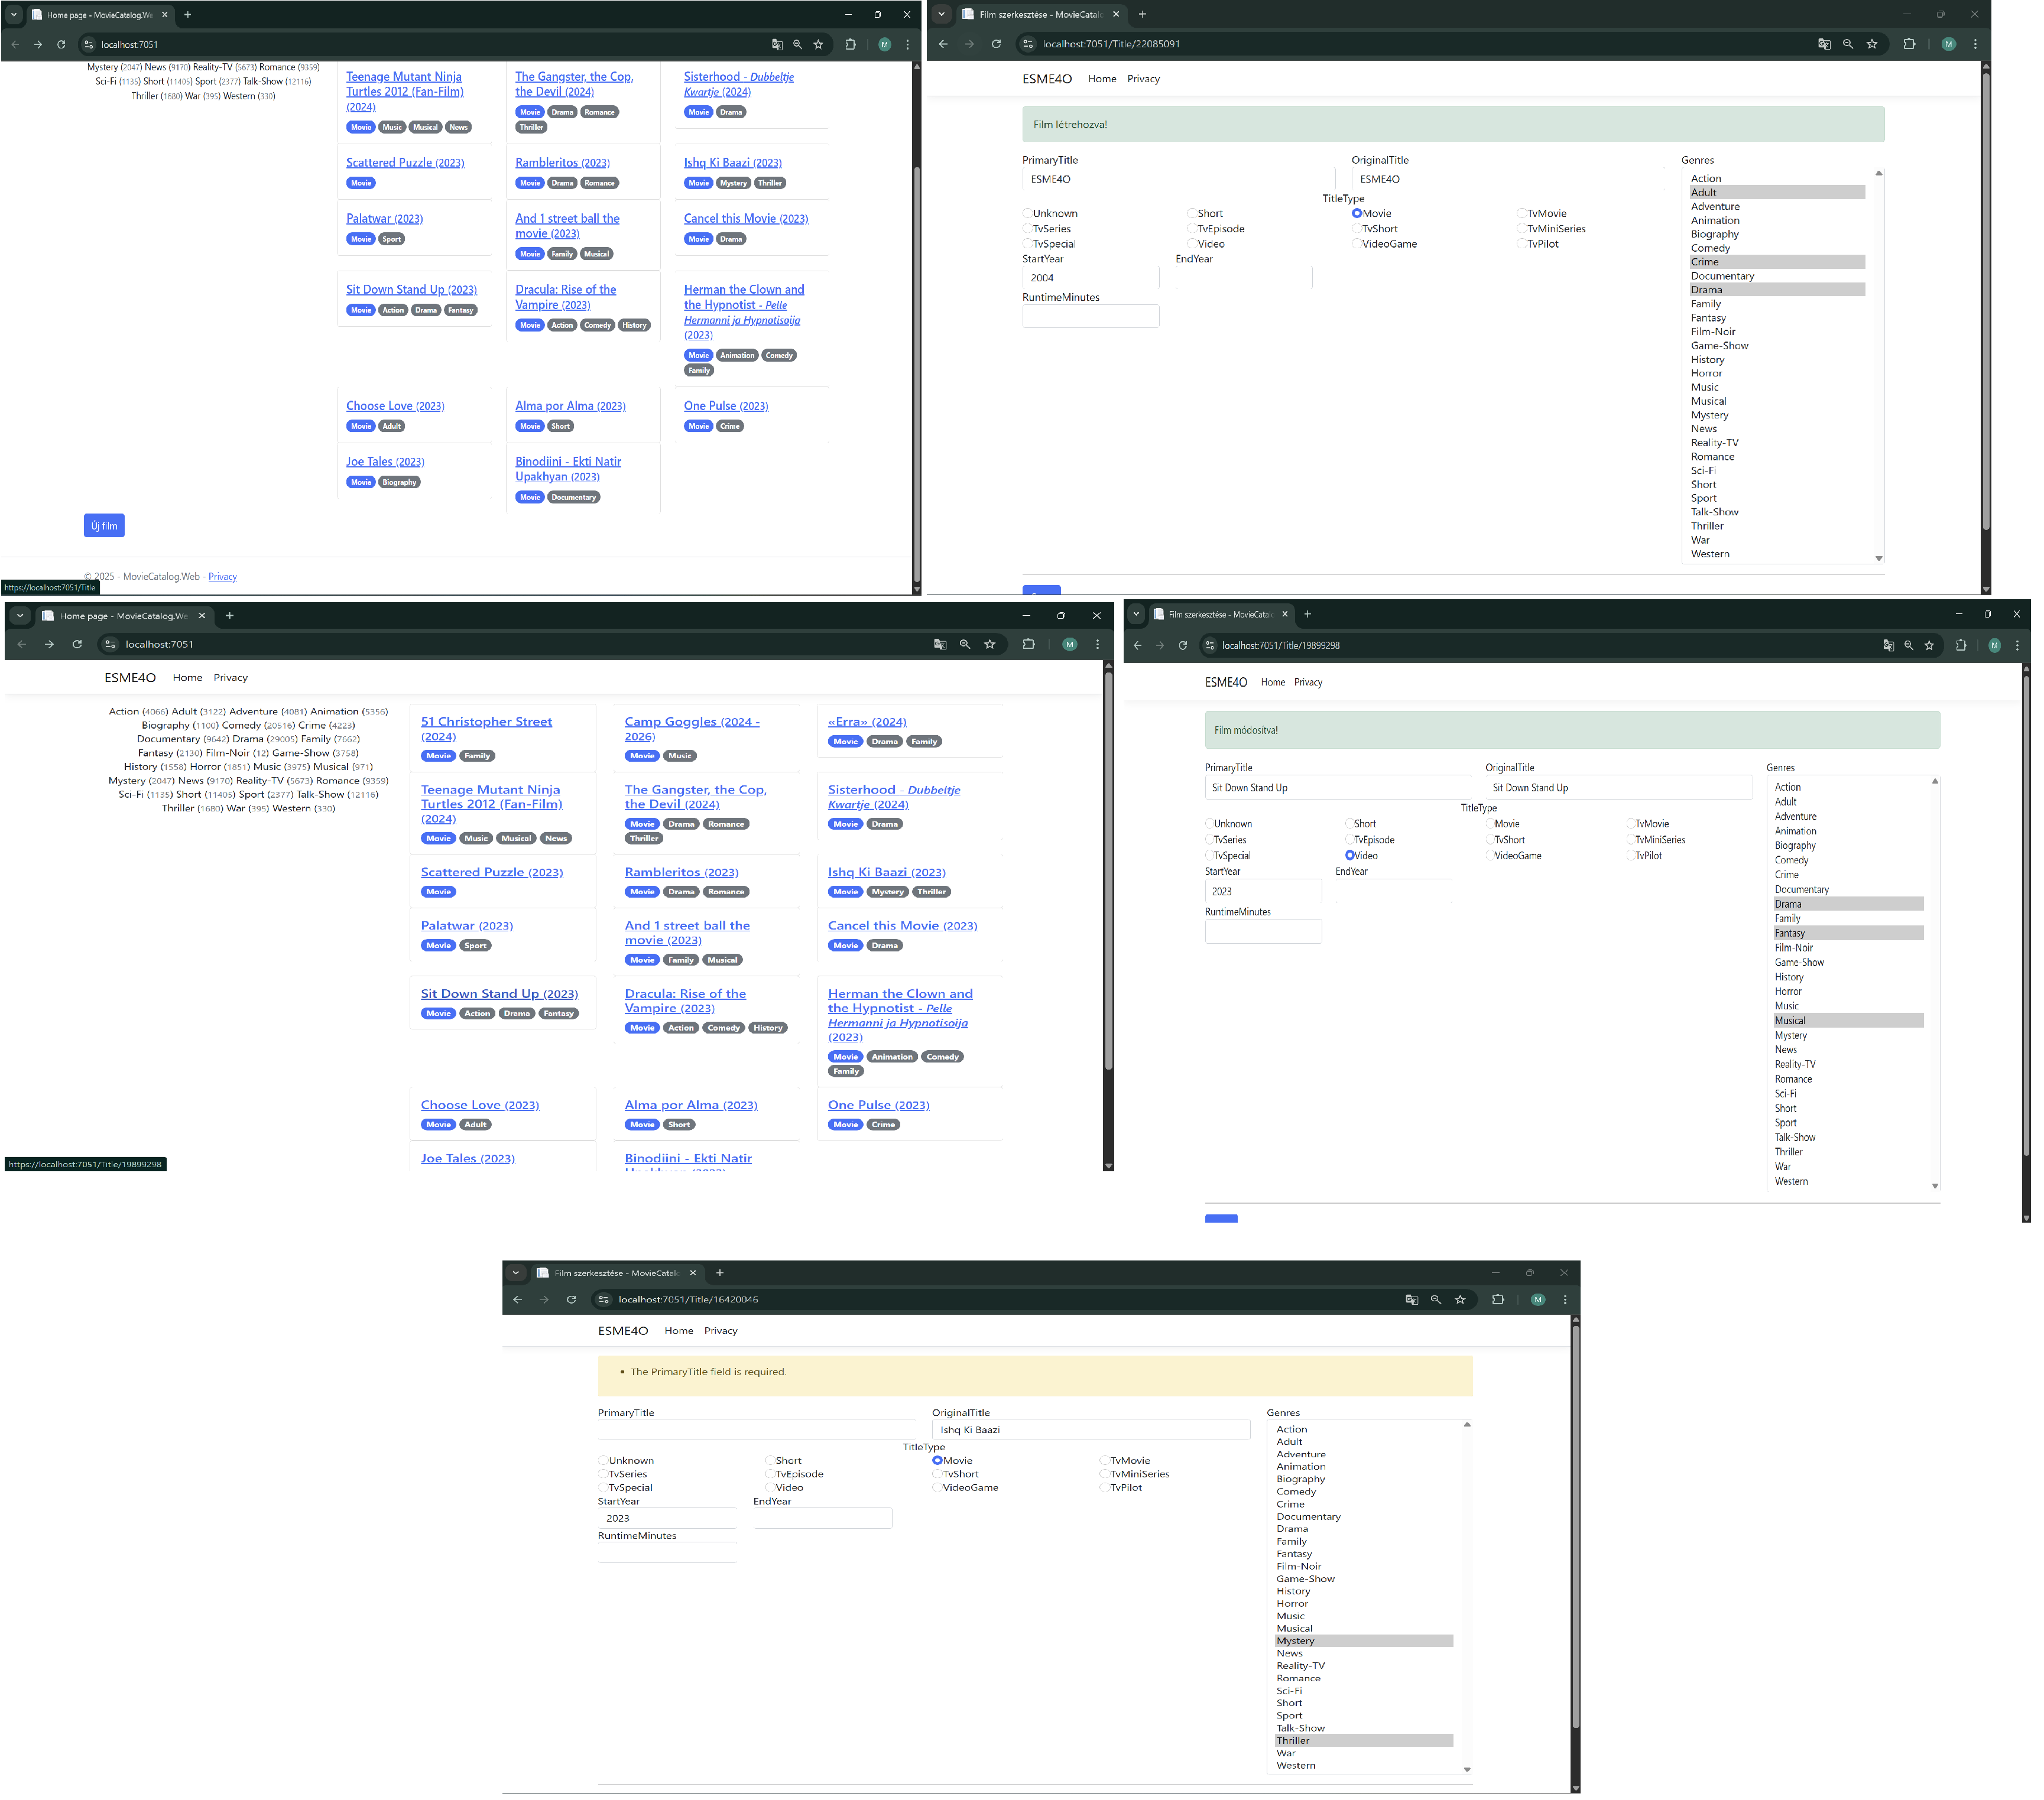 Home page - MovieCatalog.We
localhost:7051
M
Mystery (2047) News (9170) Reality-TV (5673) Romance (9359)
Sci-Fi (1135) Short (11405) Sport (2377) Talk-Show (12116)
Thriller (1680) War (395) Western (330)
Teenage Mutant Ninja
Turtles 2012 (Fan-Film)
(2024)
Movie Music Musical News
The Gangster, the Cop,
the Devil (2024)
Movie Drama Romance
Thriller
Sisterhood - Dubbeltje
Kwartje (2024)
Movie Drama
Scattered Puzzle (2023)
Movie
Rambleritos (2023)
Movie Drama Romance
Ishq Ki Baazi (2023)
Movie Mystery Thriller
Palatwar (2023)
Movie Sport
And 1 street ball the
movie (2023)
Movie Family Musical
Cancel this Movie (2023)
Movie Drama
Sit Down Stand Up (2023)
Movie Action Drama Fantasy
Dracula: Rise of the
Vampire (2023)
Movie Action Comedy History
Herman the Clown and
the Hypnotist - Pelle
Hermanni ja Hypnotisoija
(2023)
Movie Animation Comedy
Family
Choose Love (2023)
Movie Adult
Alma por Alma (2023)
Movie Short
One Pulse (2023)
Movie Crime
Joe Tales (2023)
Movie Biography
Binodiini - Ekti Natir
Upakhyan (2023)
Movie Documentary
Új film
© 2025 - MovieCatalog.Web - Privacy
https://localhost:7051/Title
Film szerkesztése - MovieCatalo
localhost:7051/Title/22085091
M
ESME4O Home Privacy
Film létrehozva!
PrimaryTitle
ESME4O
OriginalTitle
ESME4O
TitleType
Unknown Short Movie TvMovie
TvSeries TvEpisode TvShort TvMiniSeries
TvSpecial Video VideoGame TvPilot
StartYear EndYear
2004
RuntimeMinutes
Genres
Action
Adult
Adventure
Animation
Biography
Comedy
Crime
Documentary
Drama
Family
Fantasy
Film-Noir
Game-Show
History
Horror
Music
Musical
Mystery
News
Reality-TV
Romance
Sci-Fi
Short
Sport
Talk-Show
Thriller
War
Western
Home page - MovieCatalog.We
localhost:7051
M
ESME4O Home Privacy
Action (4066) Adult (3122) Adventure (4081) Animation (5356)
Biography (1100) Comedy (20516) Crime (4223)
Documentary (9642) Drama (29005) Family (7662)
Fantasy (2130) Film-Noir (12) Game-Show (3758)
History (1558) Horror (1851) Music (3975) Musical (971)
Mystery (2047) News (9170) Reality-TV (5673) Romance (9359)
Sci-Fi (1135) Short (11405) Sport (2377) Talk-Show (12116)
Thriller (1680) War (395) Western (330)
51 Christopher Street
(2024)
Movie Family
Camp Goggles (2024 -
2026)
Movie Music
«Erra» (2024)
Movie Drama Family
Teenage Mutant Ninja
Turtles 2012 (Fan-Film)
(2024)
Movie Music Musical News
The Gangster, the Cop,
the Devil (2024)
Movie Drama Romance
Thriller
Sisterhood - Dubbeltje
Kwartje (2024)
Movie Drama
Scattered Puzzle (2023)
Movie
Rambleritos (2023)
Movie Drama Romance
Ishq Ki Baazi (2023)
Movie Mystery Thriller
Palatwar (2023)
Movie Sport
And 1 street ball the
movie (2023)
Movie Family Musical
Cancel this Movie (2023)
Movie Drama
Sit Down Stand Up (2023)
Movie Action Drama Fantasy
Dracula: Rise of the
Vampire (2023)
Movie Action Comedy History
Herman the Clown and
the Hypnotist - Pelle
Hermanni ja Hypnotisoija
(2023)
Movie Animation Comedy
Family
Choose Love (2023)
Movie Adult
Alma por Alma (2023)
Movie Short
One Pulse (2023)
Movie Crime
Joe Tales (2023)
Binodiini - Ekti Natir
https://localhost:7051/Title/19899298
Film szerkesztése - MovieCatalo
localhost:7051/Title/19899298
M
ESME4O Home Privacy
Film módosítva!
PrimaryTitle
Sit Down Stand Up
OriginalTitle
Sit Down Stand Up
TitleType
Unknown Short Movie TvMovie
TvSeries TvEpisode TvShort TvMiniSeries
TvSpecial Video VideoGame TvPilot
StartYear EndYear
2023
RuntimeMinutes
Genres
Action
Adult
Adventure
Animation
Biography
Comedy
Crime
Documentary
Drama
Family
Fantasy
Film-Noir
Game-Show
History
Horror
Music
Musical
Mystery
News
Reality-TV
Romance
Sci-Fi
Short
Sport
Talk-Show
Thriller
War
Western
Film szerkesztése - MovieCatalo
localhost:7051/Title/16420046
M
ESME4O Home Privacy
• The PrimaryTitle field is required.
PrimaryTitle
OriginalTitle
Ishq Ki Baazi
TitleType
Unknown Short Movie TvMovie
TvSeries TvEpisode TvShort TvMiniSeries
TvSpecial Video VideoGame TvPilot
StartYear EndYear
2023
RuntimeMinutes
Genres
Action
Adult
Adventure
Animation
Biography
Comedy
Crime
Documentary
Drama
Family
Fantasy
Film-Noir
Game-Show
History
Horror
Music
Musical
Mystery
News
Reality-TV
Romance
Sci-Fi
Short
Sport
Talk-Show
Thriller
War
Western